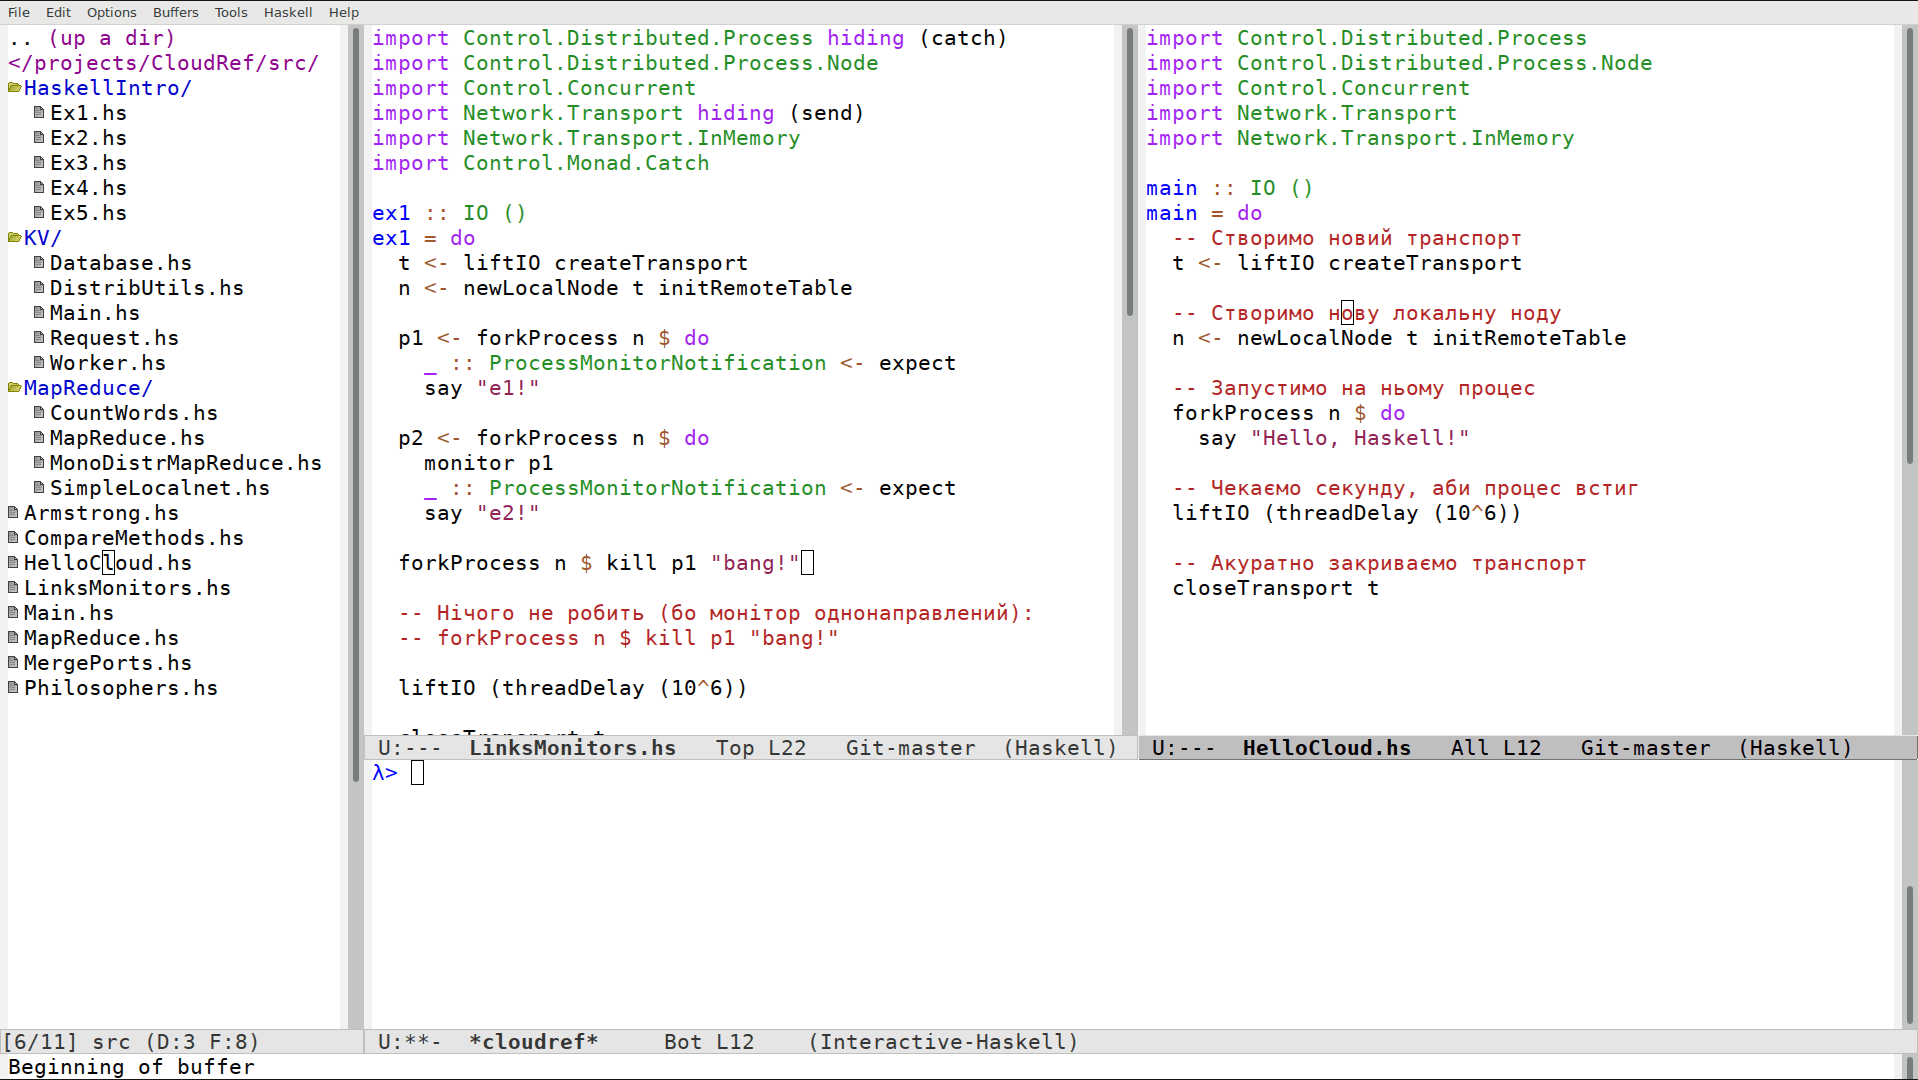 File Edit Options Buffers Tools Haskell Help
.. (up a dir)
</projects/CloudRef/src/
HaskellIntro/
Ex1.hs
Ex2.hs
Ex3.hs
Ex4.hs
Ex5.hs
KV/
Database.hs
DistribUtils.hs
Main.hs
Request.hs
Worker.hs
MapReduce/
CountWords.hs
MapReduce.hs
MonoDistrMapReduce.hs
SimpleLocalnet.hs
Armstrong.hs
CompareMethods.hs
HelloCloud.hs
LinksMonitors.hs
Main.hs
MapReduce.hs
MergePorts.hs
Philosophers.hs
[6/11] src (D:3 F:8)
import Control.Distributed.Process hiding (catch)
import Control.Distributed.Process.Node
import Control.Concurrent
import Network.Transport hiding (send)
import Network.Transport.InMemory
import Control.Monad.Catch
ex1 :: IO ()
ex1 = do
t <- liftIO createTransport
n <- newLocalNode t initRemoteTable
p1 <- forkProcess n $ do
_ :: ProcessMonitorNotification <- expect
say "e1!"
p2 <- forkProcess n $ do
monitor p1
_ :: ProcessMonitorNotification <- expect
say "e2!"
forkProcess n $ kill p1 "bang!"
-- Нічого не робить (бо монітор однонаправлений):
-- forkProcess n $ kill p1 "bang!"
liftIO (threadDelay (10^6))
closeTransport t
U:--- LinksMonitors.hs Top L22 Git-master (Haskell)
import Control.Distributed.Process
import Control.Distributed.Process.Node
import Control.Concurrent
import Network.Transport
import Network.Transport.InMemory
main :: IO ()
main = do
-- Створимо новий транспорт
t <- liftIO createTransport
-- Створимо нову локальну ноду
n <- newLocalNode t initRemoteTable
-- Запустимо на ньому процес
forkProcess n $ do
say "Hello, Haskell!"
-- Чекаємо секунду, аби процес встиг
liftIO (threadDelay (10^6))
-- Акуратно закриваємо транспорт
closeTransport t
U:--- HelloCloud.hs All L12 Git-master (Haskell)
λ>
U:**- *cloudref* Bot L12 (Interactive-Haskell)
Beginning of buffer